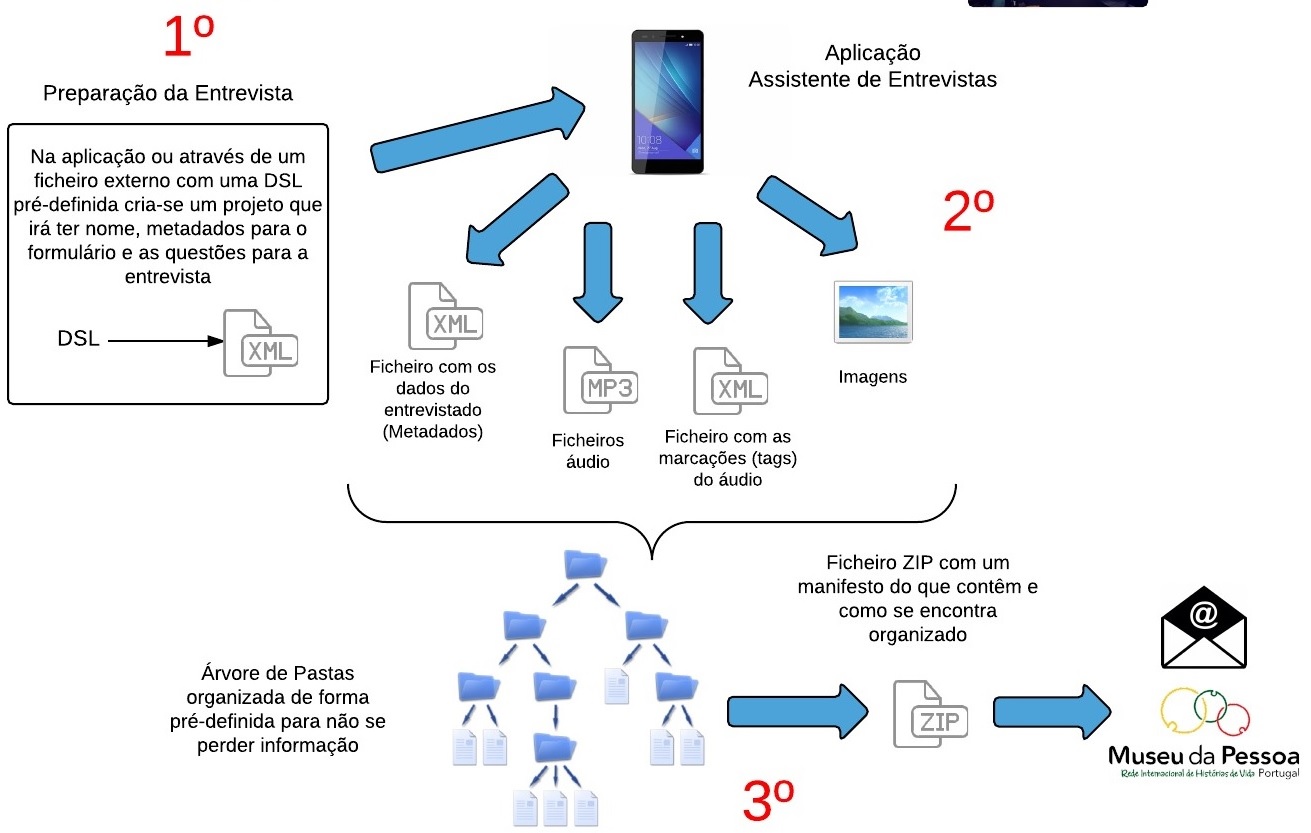 1º
Preparação da Entrevista
Na aplicação ou através de um
ficheiro externo com uma DSL
pré-definida cria-se um projeto que
irá ter nome, metadados para o
formulário e as questões para a
entrevista
DSL
XML
10:08
Aplicação
Assistente de Entrevistas
2º
XML
Ficheiro com os
dados do
entrevistado
(Metadados)
MP3
Ficheiros
áudio
XML
Ficheiro com as
marcações (tags)
do áudio
Imagens
Árvore de Pastas
organizada de forma
pré-definida para não se
perder informação
3º
Ficheiro ZIP com um
manifesto do que contêm e
como se encontra
organizado
ZIP
@
Museu da Pessoa
Rede Internacional de Histórias de Vida Portugal